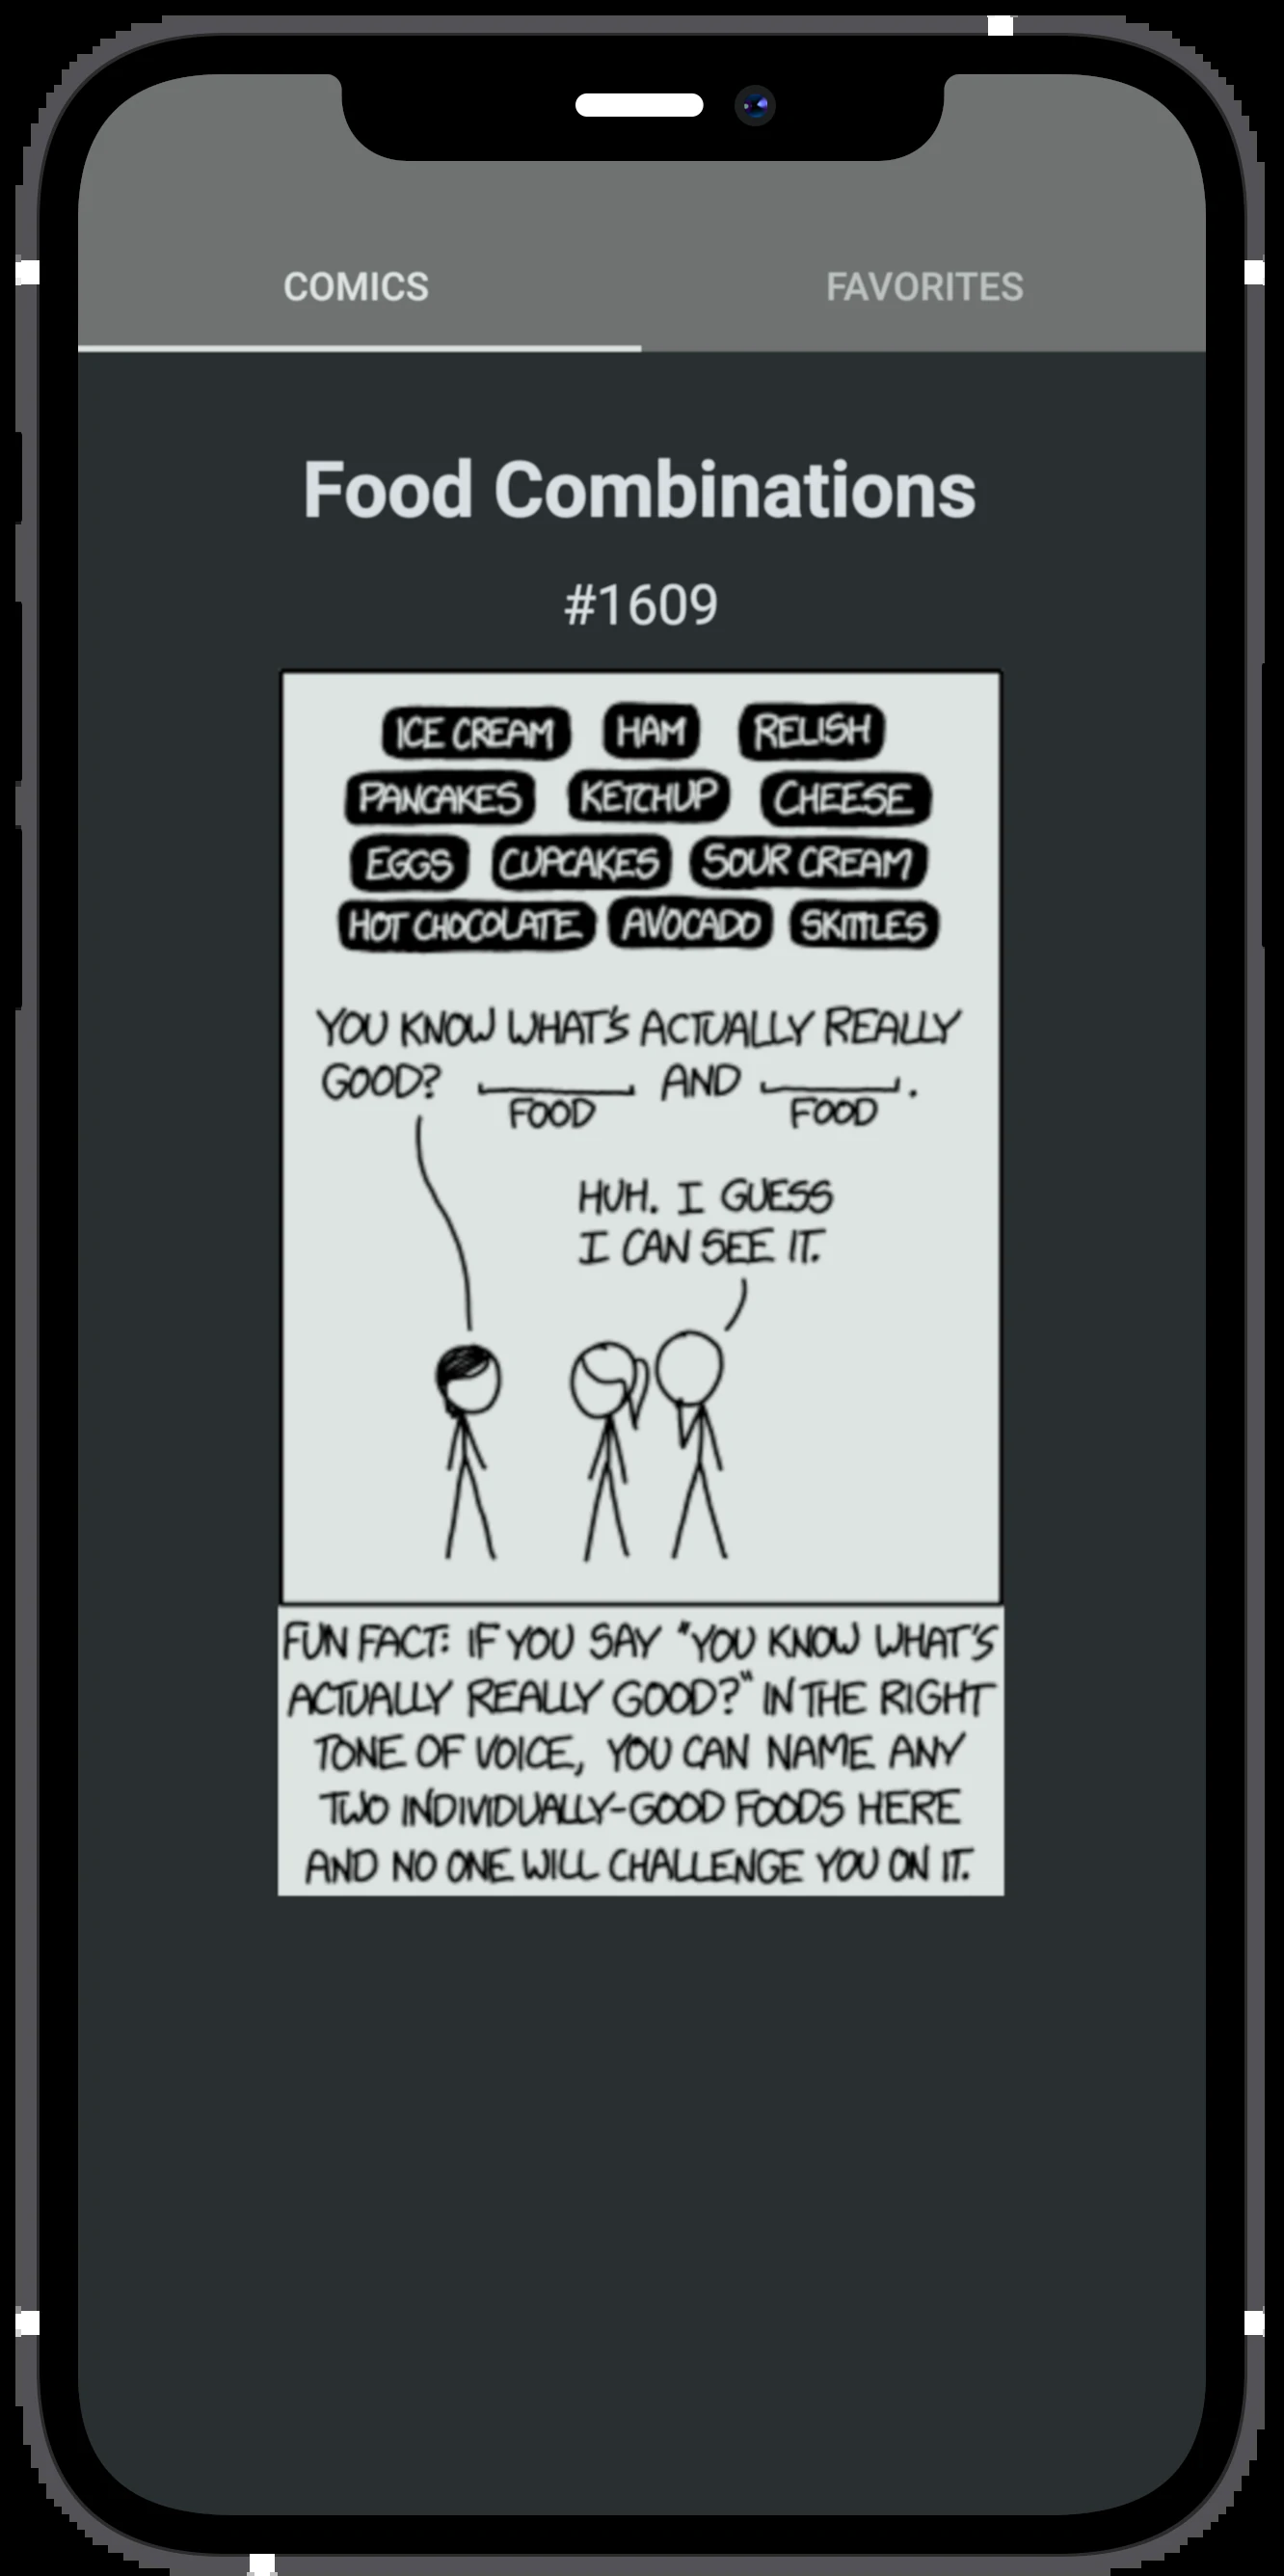 COMICS FAVORITES
Food Combinations
#1609
ICE CREAM HAM RELISH
PANCAKES KETCHUP CHEESE
EGGS CUPCAKES SOUR CREAM
HOT CHOCOLATE AVOCADO SKITTLES
YOU KNOW WHAT'S ACTUALLY REALLY
GOOD? ________ AND ________.
FOOD FOOD
HUH. I GUESS
I CAN SEE IT.
FUN FACT: IF YOU SAY "YOU KNOW WHAT'S
ACTUALLY REALLY GOOD?" IN THE RIGHT
TONE OF VOICE, YOU CAN NAME ANY
TWO INDIVIDUALLY-GOOD FOODS HERE
AND NO ONE WILL CHALLENGE YOU ON IT.